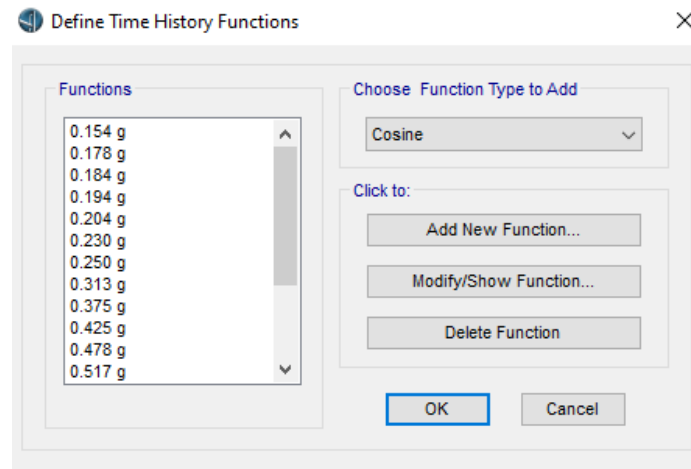 Define Time History Functions
Functions
0.154 g
0.178 g
0.184 g
0.194 g
0.204 g
0.230 g
0.250 g
0.313 g
0.375 g
0.425 g
0.478 g
0.517 g
Choose Function Type to Add
Cosine
Click to:
Add New Function...
Modify/Show Function...
Delete Function
OK
Cancel